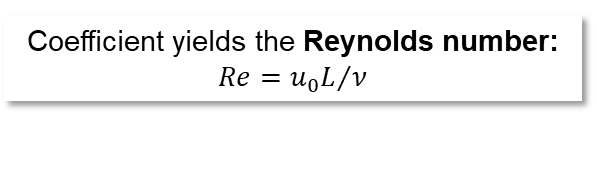 Coefficient yields the Reynolds number:
Re = u₀L/ν